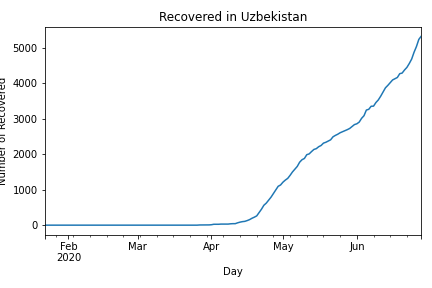 Recovered in Uzbekistan
Number of Recovered
5000
4000
3000
2000
1000
0
Feb
2020
Mar
Apr
May
Jun
Day